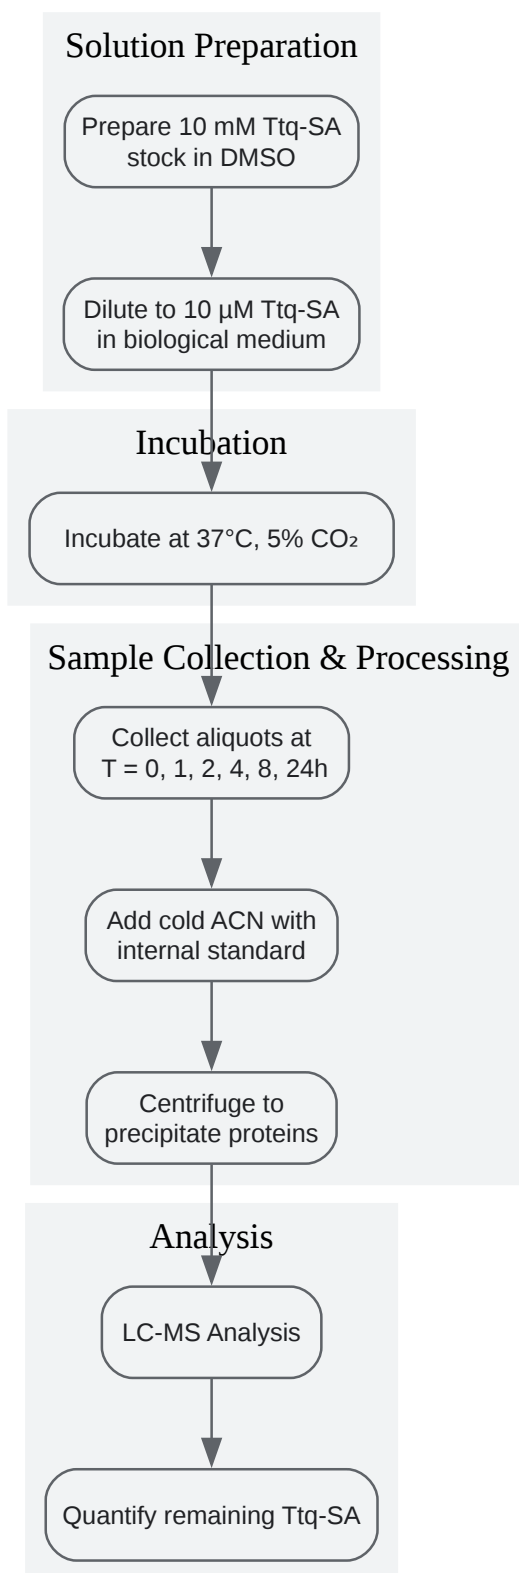 Solution Preparation
Prepare 10 mM Ttq-SA
stock in DMSO
Dilute to 10 µM Ttq-SA
in biological medium
Incubation
Incubate at 37°C, 5% CO₂
Sample Collection & Processing
Collect aliquots at
T = 0, 1, 2, 4, 8, 24h
Add cold ACN with
internal standard
Centrifuge to
precipitate proteins
Analysis
LC-MS Analysis
Quantify remaining Ttq-SA